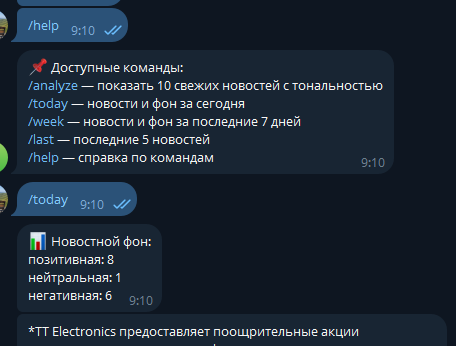 /help 9:10
📌 Доступные команды:
/analyze — показать 10 свежих новостей с тональностью
/today — новости и фон за сегодня
/week — новости и фон за последние 7 дней
/last — последние 5 новостей
/help — справка по командам
9:10
/today 9:10
📊 Новостной фон:
позитивная: 8
нейтральная: 1
негативная: 6 9:10
*TT Electronics предоставляет поощрительные акции